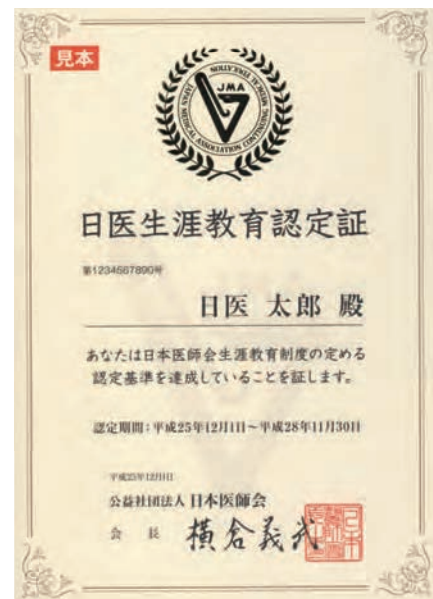 見本
JMA
JAPAN MEDICAL ASSOCIATION CONTINUING MEDICAL EDUCATION
日医生涯教育認定証
第1234567890号
日医 太郎 殿
あなたは日本医師会生涯教育制度の定める
認定基準を達成していることを証します。
認定期間：平成25年12月1日～平成28年11月30日
平成25年12月1日
公益社団法人 日本医師会
会 長 横倉義武